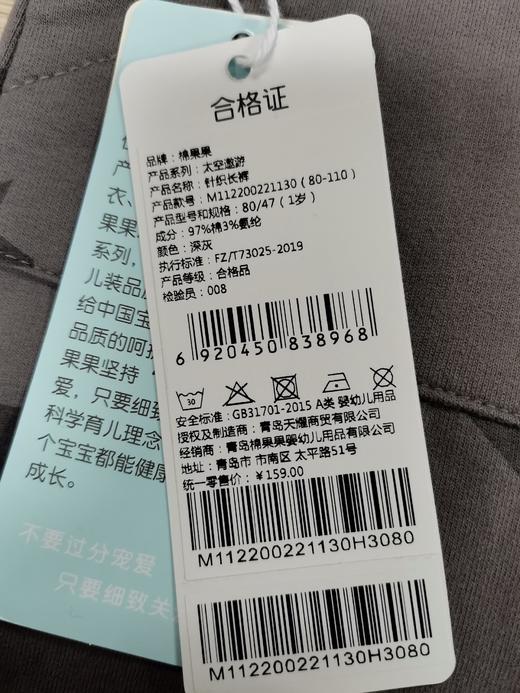 合格证
品牌：棉果果
产品系列：太空遨游
产品名称：针织长裤
产品款号：M112200221130（80-110）
产品型号和规格：80/47（1岁）
成分：97%棉3%氨纶
颜色：深灰
执行标准：FZ/T73025-2019
产品等级：合格品
检验员：008
6 920450 838968
30
安全标准：GB31701-2015 A类 婴幼儿用品
授权及制造商：青岛天耀商贸有限公司
经销商：青岛棉果果婴幼儿用品有限公司
地址：青岛市 市南区 太平路51号
统一零售价：￥159.00
M112200221130H3080
M112200221130H3080
产
衣、
果果
系列，
儿装品质
给中国宝
品质的呵护
果果坚持
爱，只要细致
科学育儿理念
个宝宝都能健康
成长。
不要过分宠爱
只要细致关